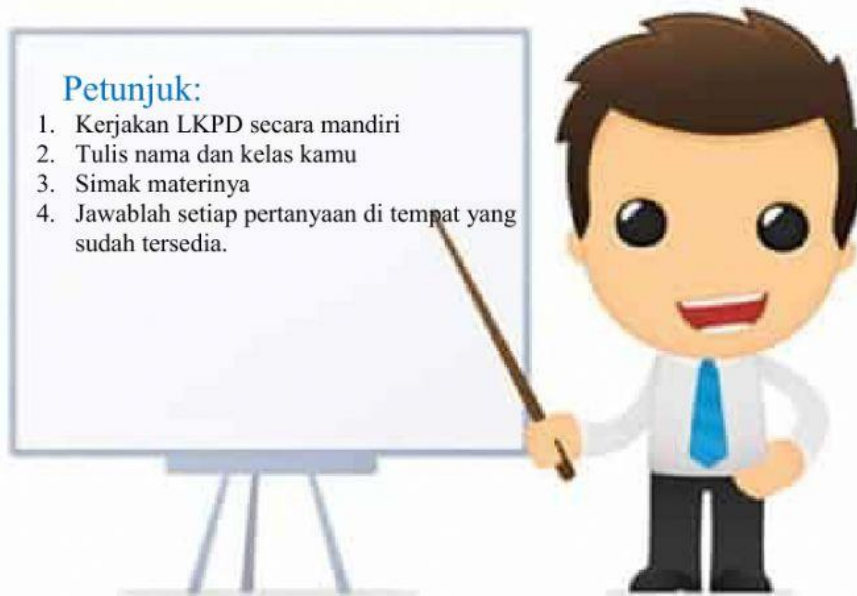 Petunjuk:
1. Kerjakan LKPD secara mandiri
2. Tulis nama dan kelas kamu
3. Simak materinya
4. Jawablah setiap pertanyaan di tempat yang
sudah tersedia.